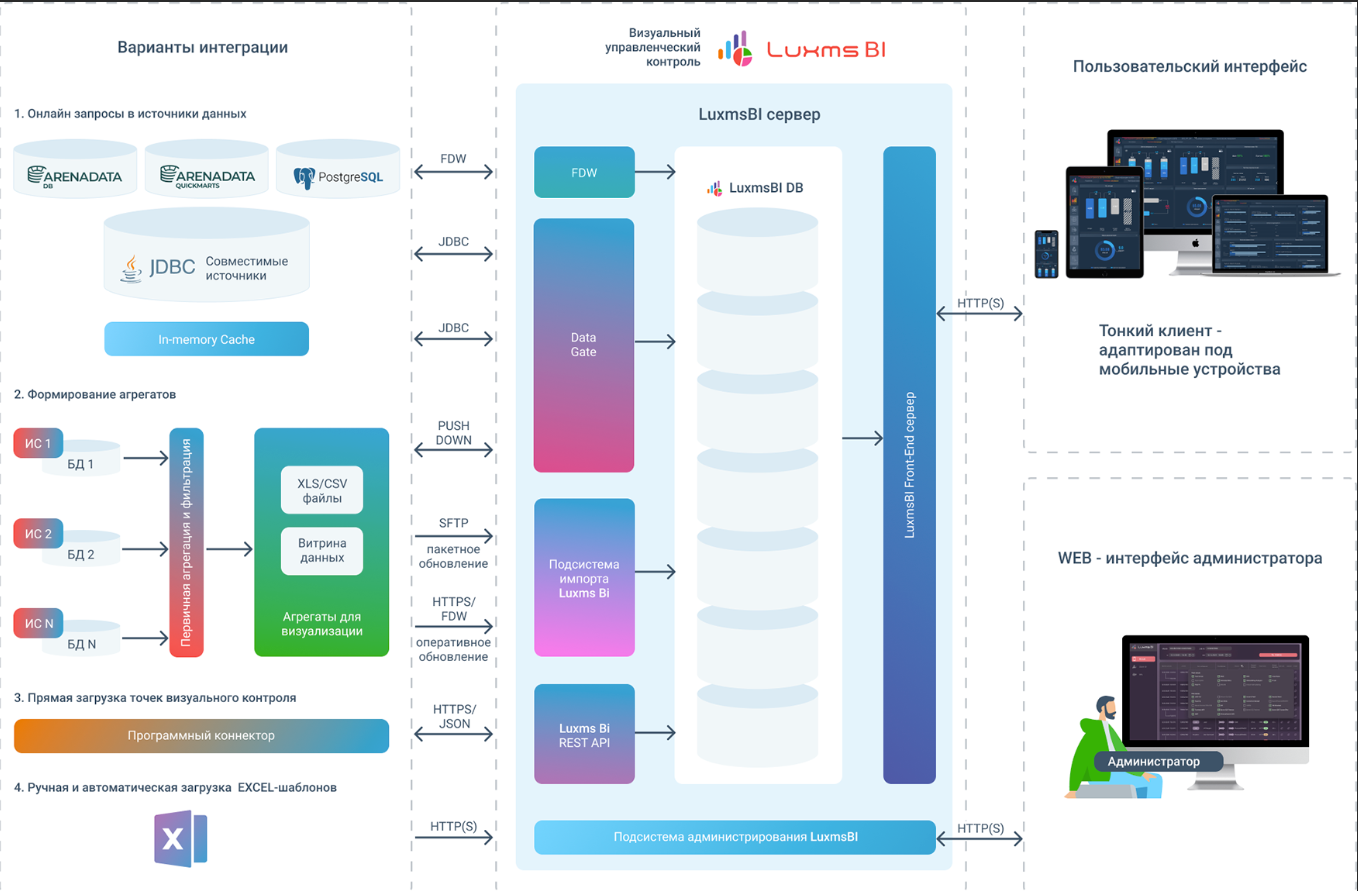 Варианты интеграции
1. Онлайн запросы в источники данных
ARENADATA
DB
ARENADATA
QUICKMARTS
PostgreSQL
JDBC
Совместимые
источники
In-memory Cache
2. Формирование агрегатов
ИС 1
БД 1
ИС 2
БД 2
ИС N
БД N
Первичная агрегация и фильтрация
XLS/CSV
файлы
Витрина
данных
Агрегаты для
визуализации
3. Прямая загрузка точек визуального контроля
Программный коннектор
4. Ручная и автоматическая загрузка EXCEL-шаблонов
X
FDW
JDBC
JDBC
PUSH
DOWN
SFTP
пакетное
обновление
HTTPS/
FDW
оперативное
обновление
HTTPS/
JSON
HTTP(S)
Визуальный
управленческий
контроль
Luxms BI
LuxmsBI сервер
FDW
Data
Gate
Подсистема
импорта
Luxms Bi
Luxms Bi
REST API
LuxmsBI DB
LuxmsBI Front-End сервер
Подсистема администрирования LuxmsBI
HTTP(S)
HTTP(S)
Пользовательский интерфейс
Тонкий клиент -
адаптирован под
мобильные устройства
WEB - интерфейс администратора
Администратор